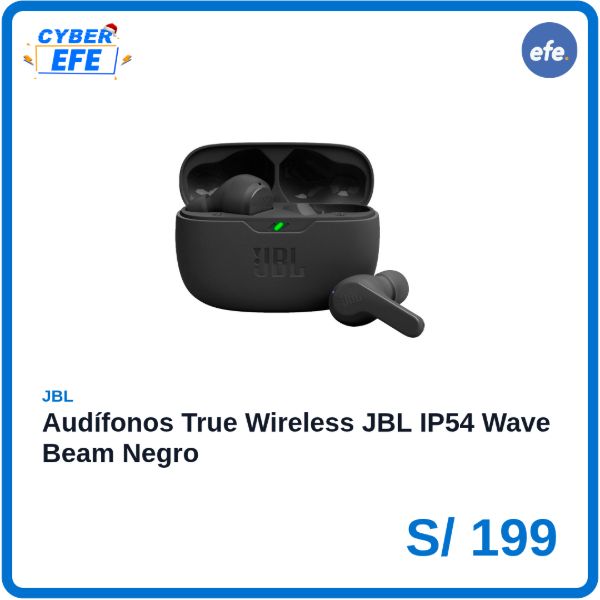 CYBER
EFE
efe.
JBL
JBL
Audífonos True Wireless JBL IP54 Wave
Beam Negro
S/ 199